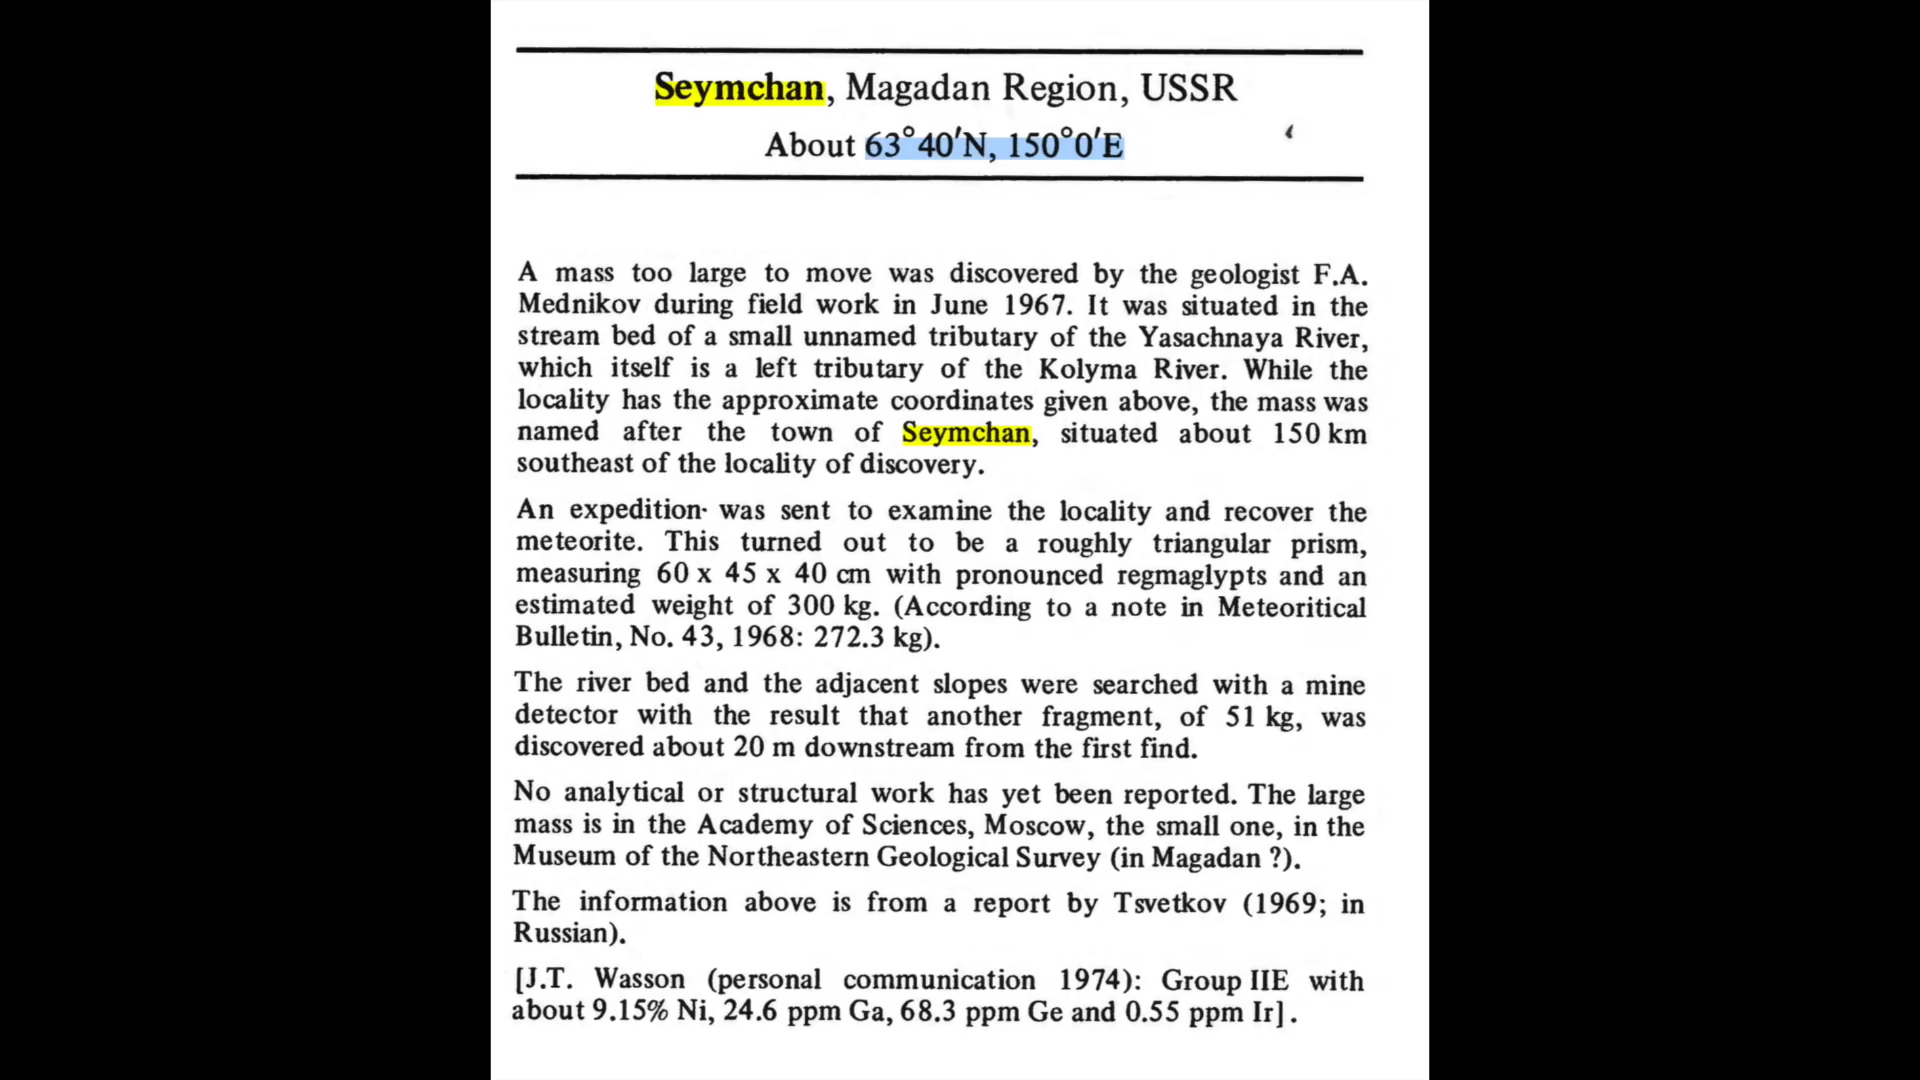 Seymchan, Magadan Region, USSR
About 63°40′N, 150°0′E
A mass too large to move was discovered by the geologist F.A.
Mednikov during field work in June 1967. It was situated in the
stream bed of a small unnamed tributary of the Yasachnaya River,
which itself is a left tributary of the Kolyma River. While the
locality has the approximate coordinates given above, the mass was
named after the town of Seymchan, situated about 150 km
southeast of the locality of discovery.
An expedition was sent to examine the locality and recover the
meteorite. This turned out to be a roughly triangular prism,
measuring 60 x 45 x 40 cm with pronounced regmaglypts and an
estimated weight of 300 kg. (According to a note in Meteoritical
Bulletin, No. 43, 1968: 272.3 kg).
The river bed and the adjacent slopes were searched with a mine
detector with the result that another fragment, of 51 kg, was
discovered about 20 m downstream from the first find.
No analytical or structural work has yet been reported. The large
mass is in the Academy of Sciences, Moscow, the small one, in the
Museum of the Northeastern Geological Survey (in Magadan ?).
The information above is from a report by Tsvetkov (1969; in
Russian).
[J.T. Wasson (personal communication 1974): Group IIE with
about 9.15% Ni, 24.6 ppm Ga, 68.3 ppm Ge and 0.55 ppm Ir].